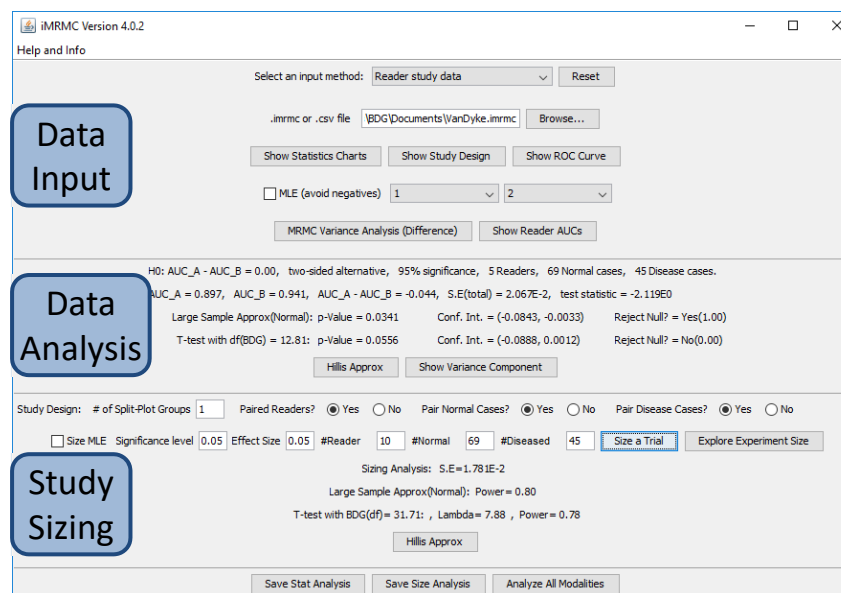 iMRMC Version 4.0.2
Help and Info
Select an input method: Reader study data Reset
Data Input
.imrmc or .csv file \BDG\Documents\VanDyke.imrmc Browse...
Show Statistics Charts Show Study Design Show ROC Curve
MLE (avoid negatives) 1 2
MRMC Variance Analysis (Difference) Show Reader AUCs
H0: AUC_A - AUC_B = 0.00, two-sided alternative, 95% significance, 5 Readers, 69 Normal cases, 45 Disease cases.
Data Analysis
AUC_A = 0.897, AUC_B = 0.941, AUC_A - AUC_B = -0.044, S.E(total) = 2.067E-2, test statistic = -2.119E0
Large Sample Approx(Normal): p-Value = 0.0341 Conf. Int. = (-0.0843, -0.0033) Reject Null? = Yes(1.00)
T-test with df(BDG) = 12.81: p-Value = 0.0556 Conf. Int. = (-0.0888, 0.0012) Reject Null? = No(0.00)
Hillis Approx Show Variance Component
Study Design: # of Split-Plot Groups 1 Paired Readers? Yes No Pair Normal Cases? Yes No Pair Disease Cases? Yes No
Size MLE Significance level 0.05 Effect Size 0.05 #Reader 10 #Normal 69 #Diseased 45 Size a Trial Explore Experiment Size
Study Sizing
Sizing Analysis: S.E=1.781E-2
Large Sample Approx(Normal): Power= 0.80
T-test with BDG(df)= 31.71: , Lambda= 7.88 , Power= 0.78
Hillis Approx
Save Stat Analysis Save Size Analysis Analyze All Modalities